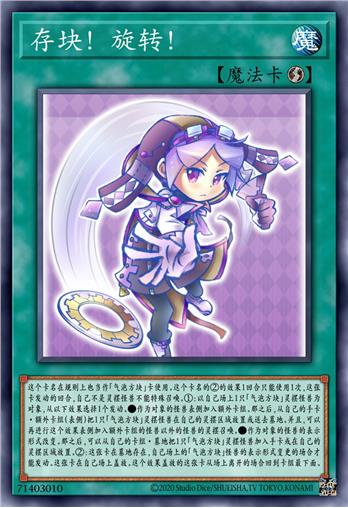 存块！旋转！
魔
【魔法卡】
这个卡名在规则上也当作「气泡方块」卡使用,这个卡名的②的效果1回合只能使用1次,这张
卡发动的回合,自己不是灵摆怪兽不能特殊召唤,①:以自己场上1只「气泡方块」灵摆怪兽为
对象,从以下效果选择1个发动。●作为对象的怪兽表侧加入额外卡组,那之后,从自己的手卡
・额外卡组(表侧)把1只「气泡方块」灵摆怪兽在自己的灵摆区域放置或送去墓地,并且,可以
再进行这个效果表侧加入额外卡组的1只怪兽的灵摆召唤。●作为对象的怪兽的表示
形式改变,那之后,可以从自己的卡组・墓地把1只「气泡方块」灵摆怪兽加入手卡或在自己的
灵摆区域放置,②:这张卡在墓地存在,自己场上的「气泡方块」怪兽的表示形式变更的场合才
能发动,这张卡在自己场上盖放,这个效果盖放的这张卡从场上离开的场合回到卡组最下面。
71403010
©2020 Studio Dice/SHUEISHA,TV TOKYO,KONAMI